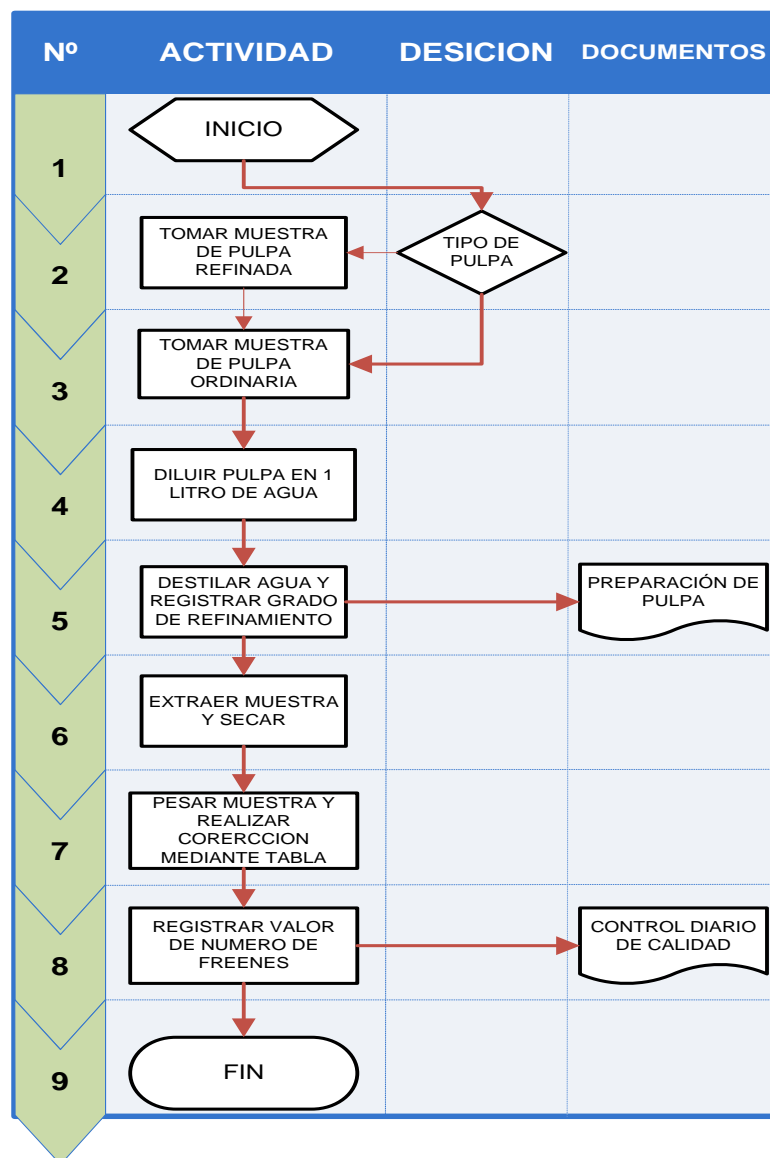 Nº ACTIVIDAD DESICION DOCUMENTOS
1
INICIO
2
TOMAR MUESTRA
DE PULPA
REFINADA
TIPO DE
PULPA
3
TOMAR MUESTRA
DE PULPA
ORDINARIA
4
DILUIR PULPA EN 1
LITRO DE AGUA
5
DESTILAR AGUA Y
REGISTRAR GRADO
DE REFINAMIENTO
PREPARACIÓN DE
PULPA
6
EXTRAER MUESTRA
Y SECAR
7
PESAR MUESTRA Y
REALIZAR
CORERCCION
MEDIANTE TABLA
8
REGISTRAR VALOR
DE NUMERO DE
FREENES
CONTROL DIARIO
DE CALIDAD
9
FIN